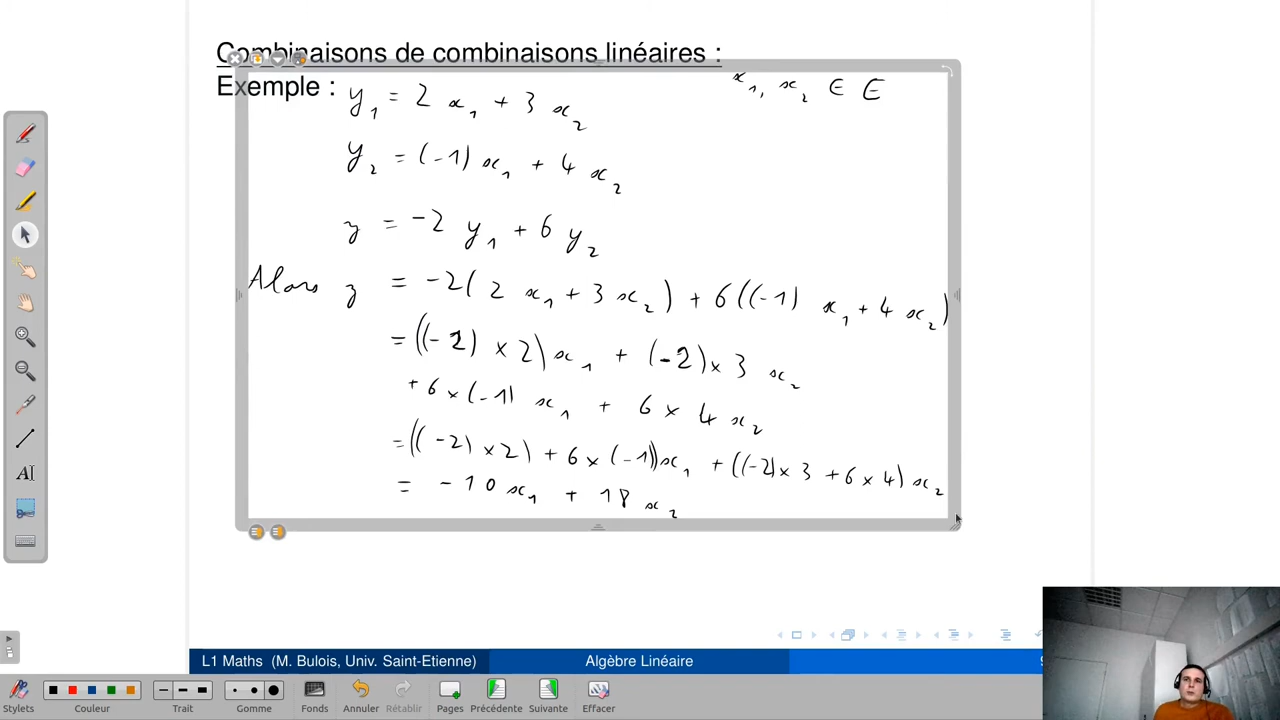 Combinaisons de combinaisons linéaires :
Exemple :
x₁, x₂ ∈ E
y₁ = 2 x₁ + 3 x₂
y₂ = (-1) x₁ + 4 x₂
z = -2 y₁ + 6 y₂
Alors z = -2( 2 x₁ + 3 x₂ ) + 6((-1) x₁ + 4 x₂)
= ((-2) × 2) x₁ + (-2) × 3 x₂
+ 6 × (-1) x₁ + 6 × 4 x₂
= ((-2) × 2) + 6 × (-1)) x₁ + ((-2) × 3 + 6 × 4) x₂
= -10 x₁ + 18 x₂
L1 Maths (M. Bulois, Univ. Saint-Etienne)
Algèbre Linéaire
Stylets
Couleur
Trait
Gomme
Fonds
Annuler
Rétablir
Pages
Précédente
Suivante
Effacer